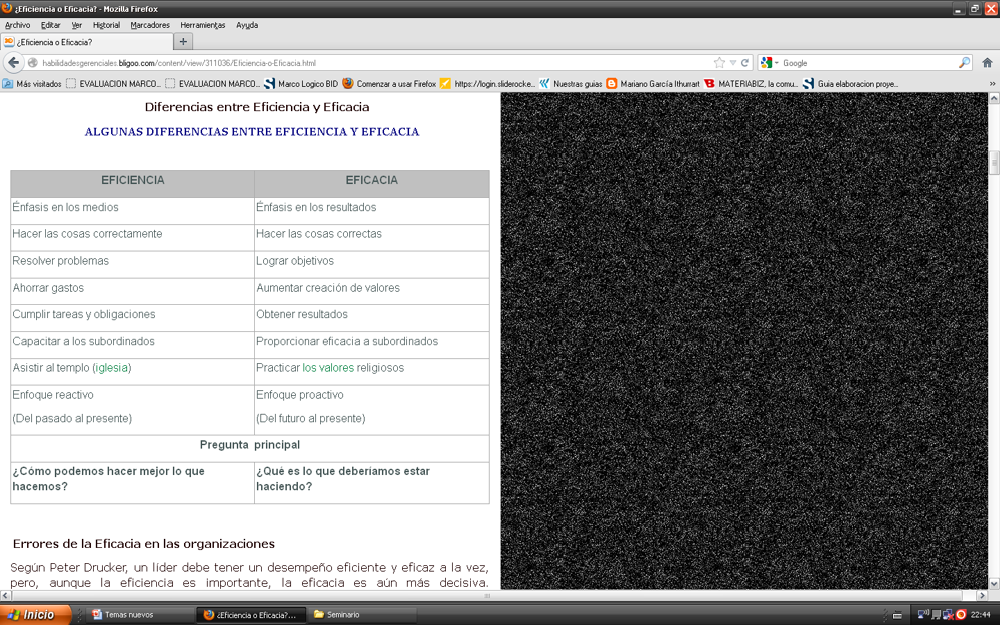 ¿Eficiencia o Eficacia? - Mozilla Firefox
Archivo Editar Ver Historial Marcadores Herramientas Ayuda
¿Eficiencia o Eficacia?
habilidadesgerenciales.bligoo.com/content/view/311036/Eficiencia-o-Eficacia.html
Google
Más visitados EVALUACION MARCO... EVALUACION MARCO... Marco Logico BID Comenzar a usar Firefox https://login.sliderocke... Nuestras guias Mariano García Ithurrart MATERIABIZ, la comu... Guia elaboracion proye... »
Diferencias entre Eficiencia y Eficacia
ALGUNAS DIFERENCIAS ENTRE EFICIENCIA Y EFICACIA
EFICIENCIA EFICACIA
Énfasis en los medios Énfasis en los resultados
Hacer las cosas correctamente Hacer las cosas correctas
Resolver problemas Lograr objetivos
Ahorrar gastos Aumentar creación de valores
Cumplir tareas y obligaciones Obtener resultados
Capacitar a los subordinados Proporcionar eficacia a subordinados
Asistir al templo (iglesia) Practicar los valores religiosos
Enfoque reactivo Enfoque proactivo
(Del pasado al presente) (Del futuro al presente)
Pregunta principal
¿Cómo podemos hacer mejor lo que
hacemos?
¿Qué es lo que deberíamos estar
haciendo?
Errores de la Eficacia en las organizaciones
Según Peter Drucker, un líder debe tener un desempeño eficiente y eficaz a la vez,
pero, aunque la eficiencia es importante, la eficacia es aún más decisiva.
Inicio Temas nuevos ¿Eficiencia o Eficacia?... Seminario 22:44